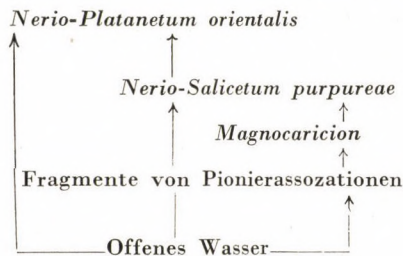 Nerio-Platanetum orientalis
Nerio-Salicetum purpureae
Magnocaricion
Fragmente von Pionierassozationen
Offenes Wasser